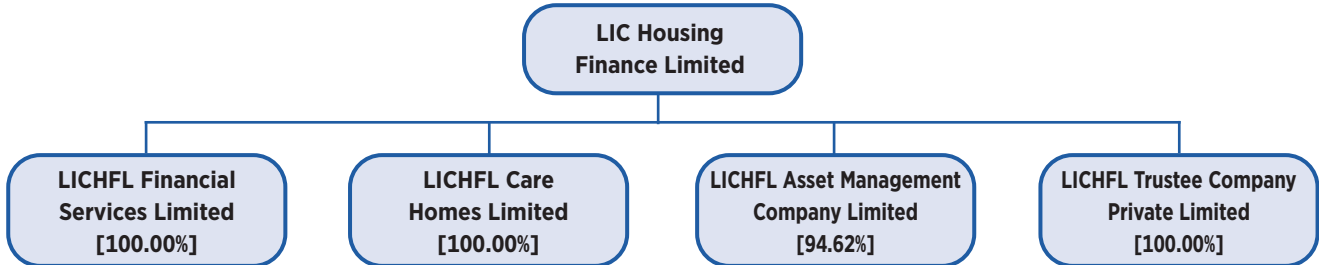 LIC Housing
Finance Limited
LICHFL Financial
Services Limited
[100.00%]
LICHFL Care
Homes Limited
[100.00%]
LICHFL Asset Management
Company Limited
[94.62%]
LICHFL Trustee Company
Private Limited
[100.00%]